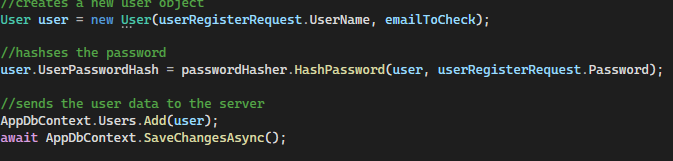 //creates a new user object
User user = new User(userRegisterRequest.UserName, emailToCheck);
//hashses the password
user.UserPasswordHash = passwordHasher.HashPassword(user, userRegisterRequest.Password);
//sends the user data to the server
AppDbContext.Users.Add(user);
await AppDbContext.SaveChangesAsync();